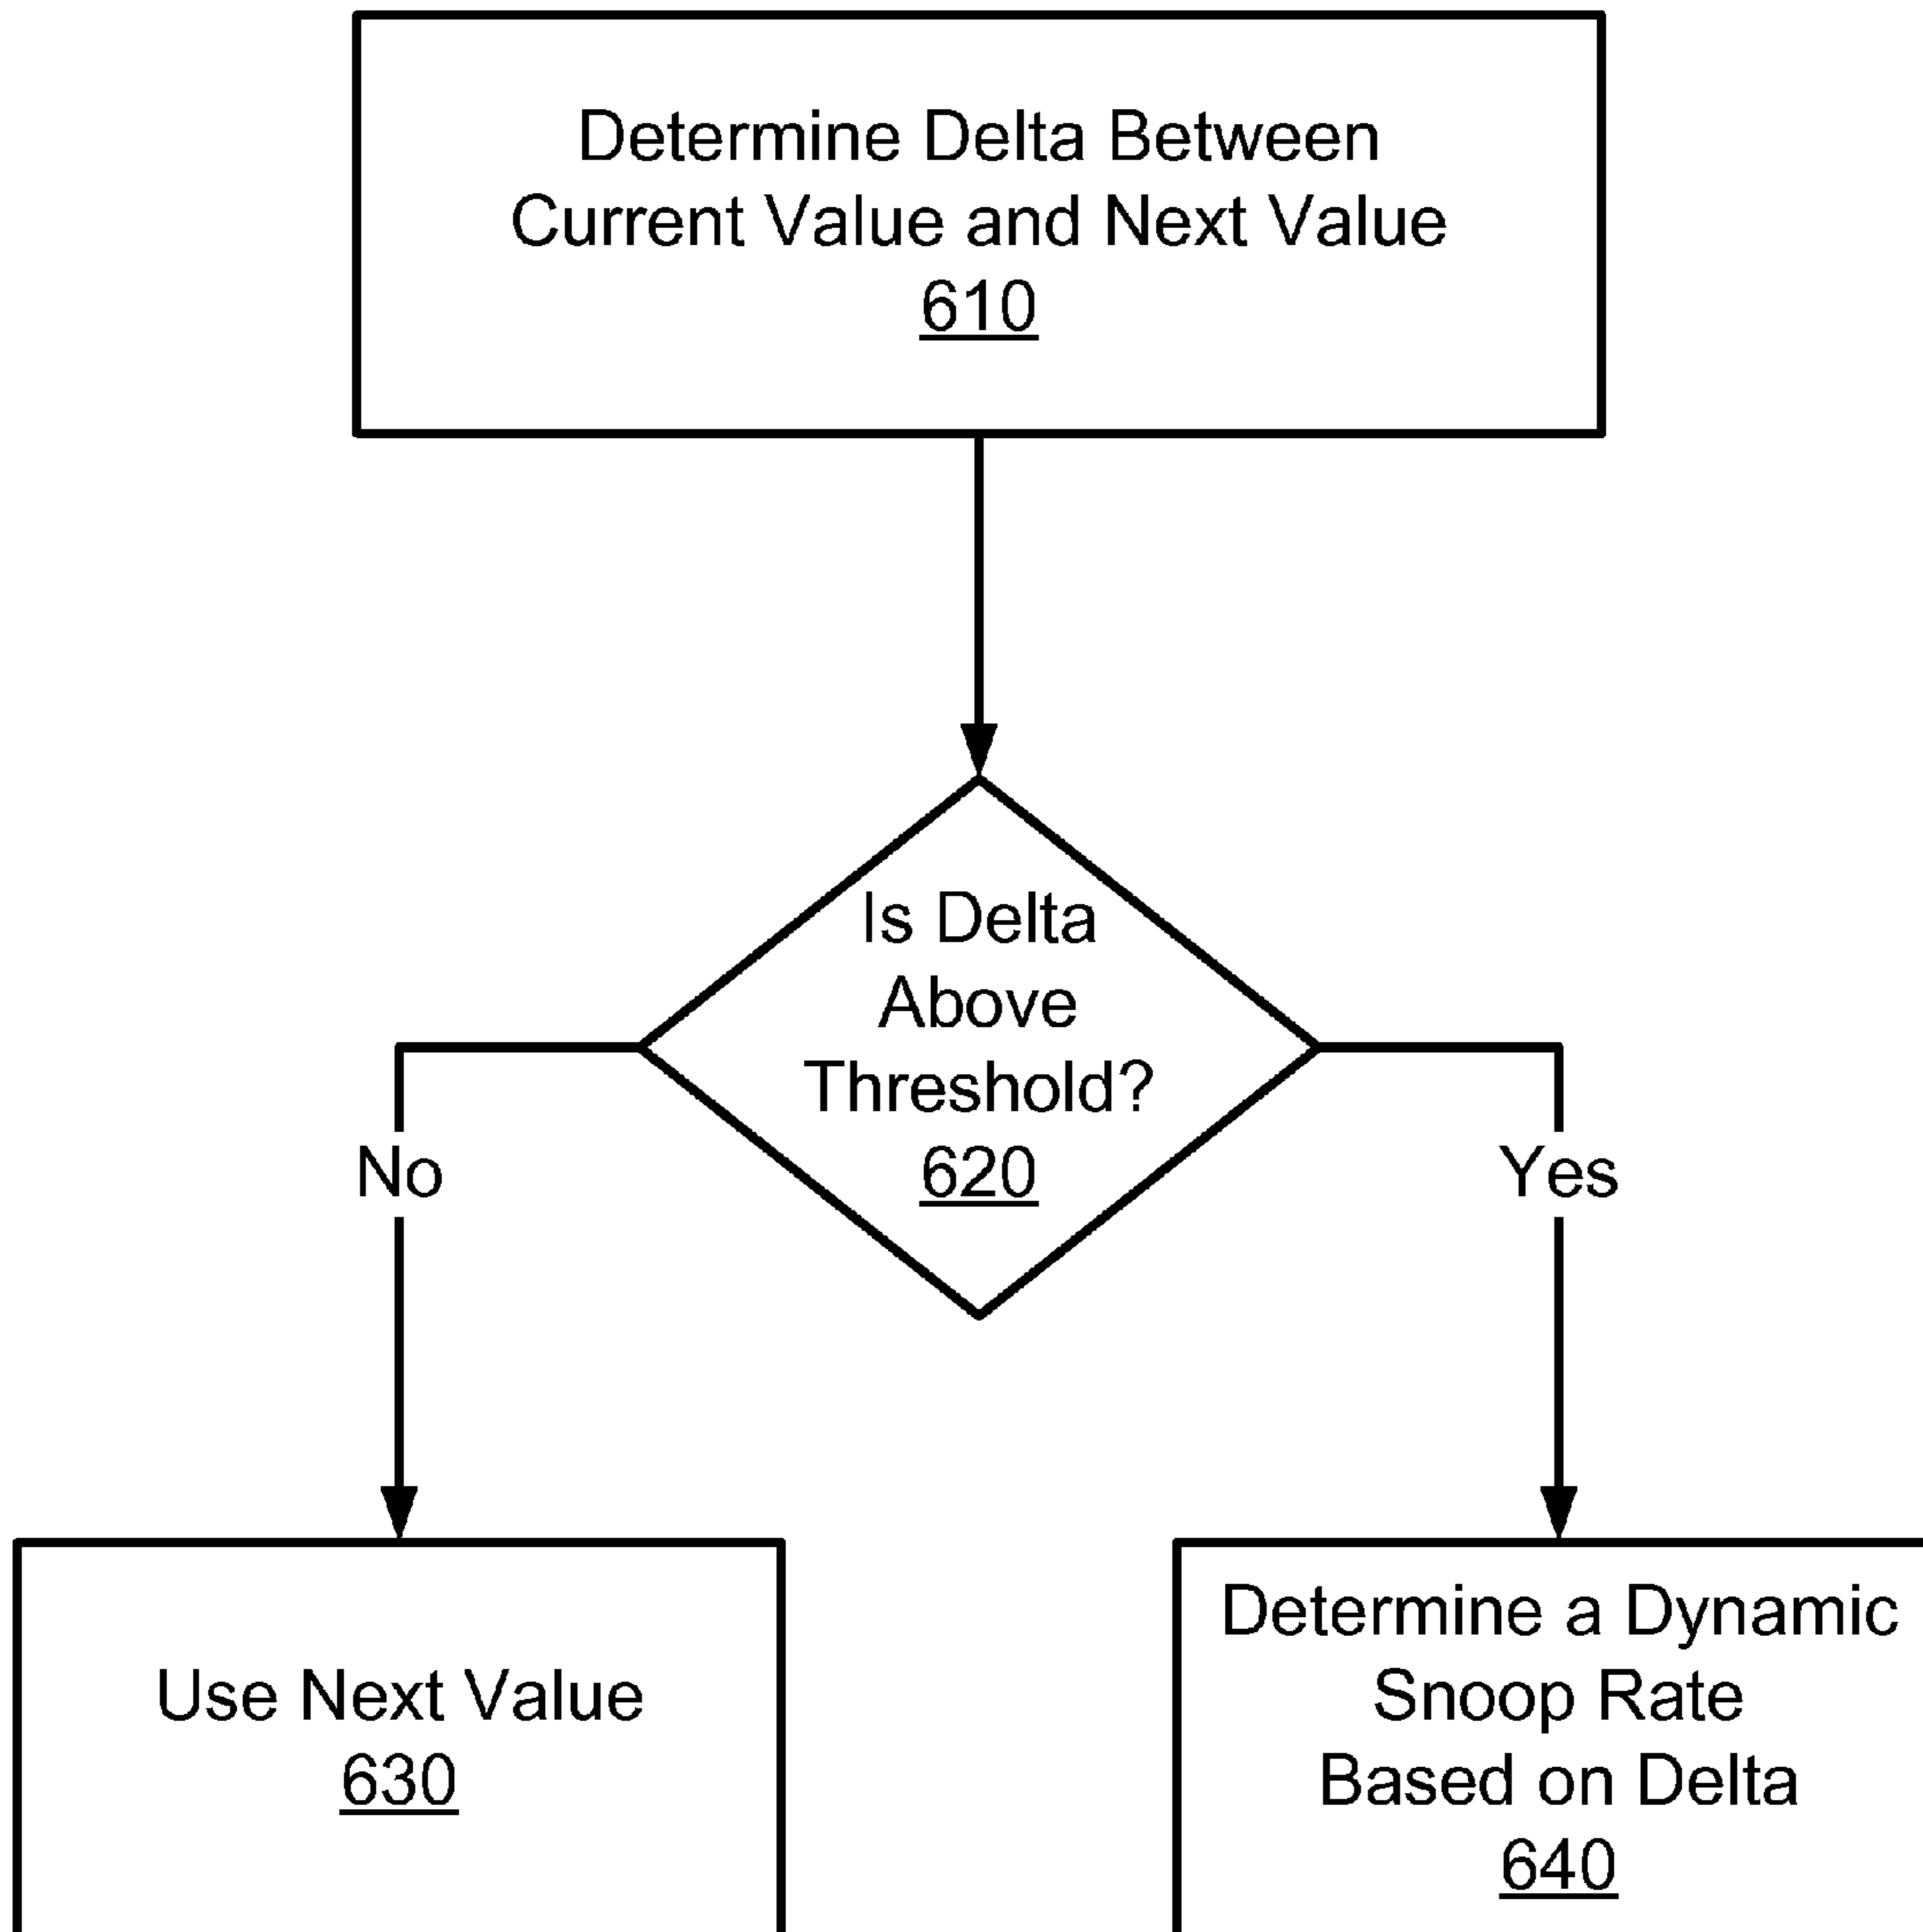 Determine Delta Between
Current Value and Next Value
610
Is Delta
Above
Threshold?
620
No
Yes
Use Next Value
630
Determine a Dynamic
Snoop Rate
Based on Delta
640